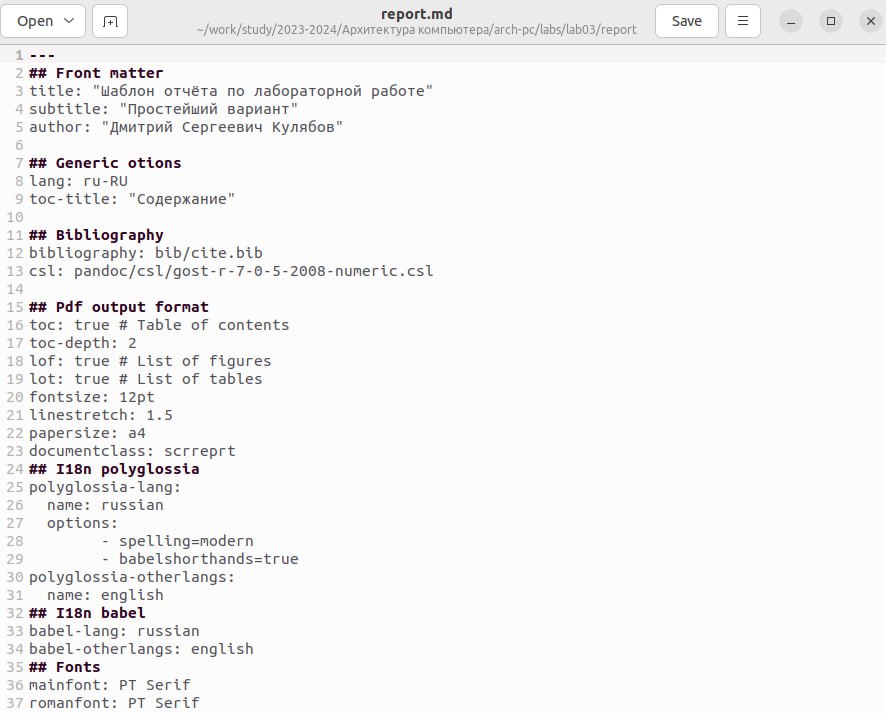 Open
report.md
~/work/study/2023-2024/Архитектура компьютера/arch-pc/labs/lab03/report
Save
1 ---
2 ## Front matter
3 title: "Шаблон отчёта по лабораторной работе"
4 subtitle: "Простейший вариант"
5 author: "Дмитрий Сергеевич Кулябов"
6
7 ## Generic otions
8 lang: ru-RU
9 toc-title: "Содержание"
10
11 ## Bibliography
12 bibliography: bib/cite.bib
13 csl: pandoc/csl/gost-r-7-0-5-2008-numeric.csl
14
15 ## Pdf output format
16 toc: true # Table of contents
17 toc-depth: 2
18 lof: true # List of figures
19 lot: true # List of tables
20 fontsize: 12pt
21 linestretch: 1.5
22 papersize: a4
23 documentclass: scrreprt
24 ## I18n polyglossia
25 polyglossia-lang:
26   name: russian
27   options:
28         - spelling=modern
29         - babelshorthands=true
30 polyglossia-otherlangs:
31   name: english
32 ## I18n babel
33 babel-lang: russian
34 babel-otherlangs: english
35 ## Fonts
36 mainfont: PT Serif
37 romanfont: PT Serif